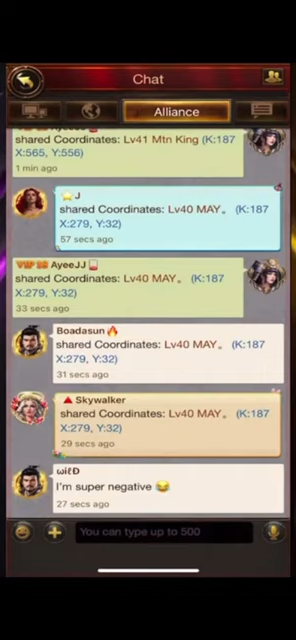 Chat
Alliance
shared Coordinates: Lv41 Mtn King (K:187
X:565, Y:556)
1 min ago
J
shared Coordinates: Lv40 MAY。 (K:187
X:279, Y:32)
57 secs ago
AyeeJJ
shared Coordinates: Lv40 MAY。 (K:187
X:279, Y:32)
33 secs ago
Boadasun
shared Coordinates: Lv40 MAY。 (K:187
X:279, Y:32)
31 secs ago
Skywalker
shared Coordinates: Lv40 MAY。 (K:187
X:279, Y:32)
29 secs ago
ωιℓĐ
I'm super negative 😂
27 secs ago
You can type up to 500